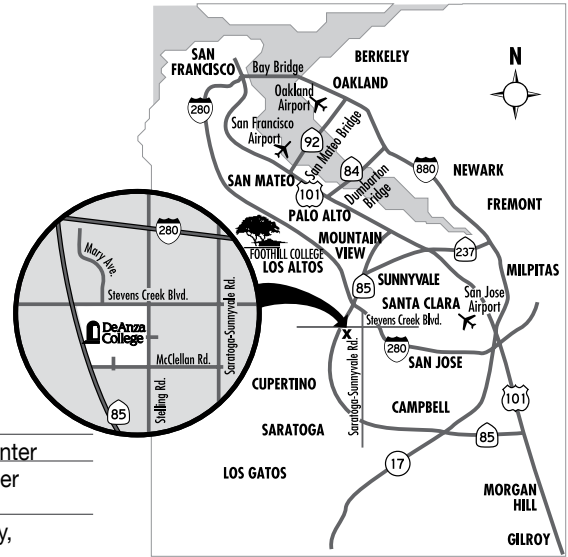 SAN
FRANCISCO
Bay Bridge
BERKELEY
OAKLAND
N
280
Oakland
Airport
San Francisco
Airport
92
San Mateo Bridge
84
880
NEWARK
SAN MATEO
101
Dumbarton
Bridge
FREMONT
PALO ALTO
280
FOOTHILL COLLEGE
LOS ALTOS
MOUNTAIN
VIEW
237
MILPITAS
Mary Ave.
SUNNYVALE
85
SANTA CLARA
San Jose
Airport
Stevens Creek Blvd.
Stevens Creek Blvd.
X
280
SAN JOSE
DeAnza
College
McClellan Rd.
Saratoga-Sunnyvale Rd.
Saratoga-Sunnyvale Rd.
Stelling Rd.
85
CUPERTINO
CAMPBELL
101
SARATOGA
85
17
LOS GATOS
MORGAN
HILL
GILROY
nter
er
y,